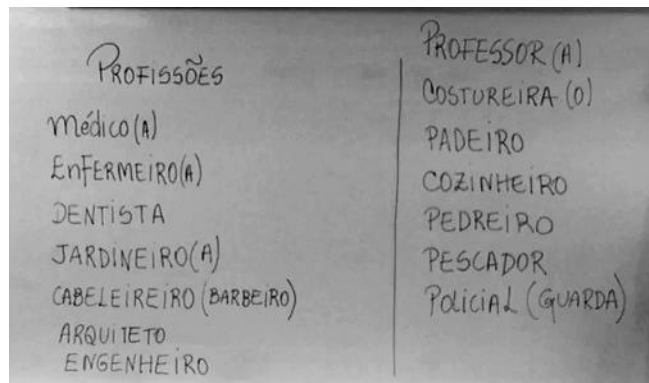 PROFISSÕES
Médico(A)
ENFERMEIRO(A)
DENTISTA
JARDINEIRO(A)
CABELEIREIRO (BARBEIRO)
ARQUITETO
ENGENHEIRO
PROFESSOR (A)
COSTUREIRA (O)
PADEIRO
COZINHEIRO
PEDREIRO
PESCADOR
POLICIAL (GUARDA)